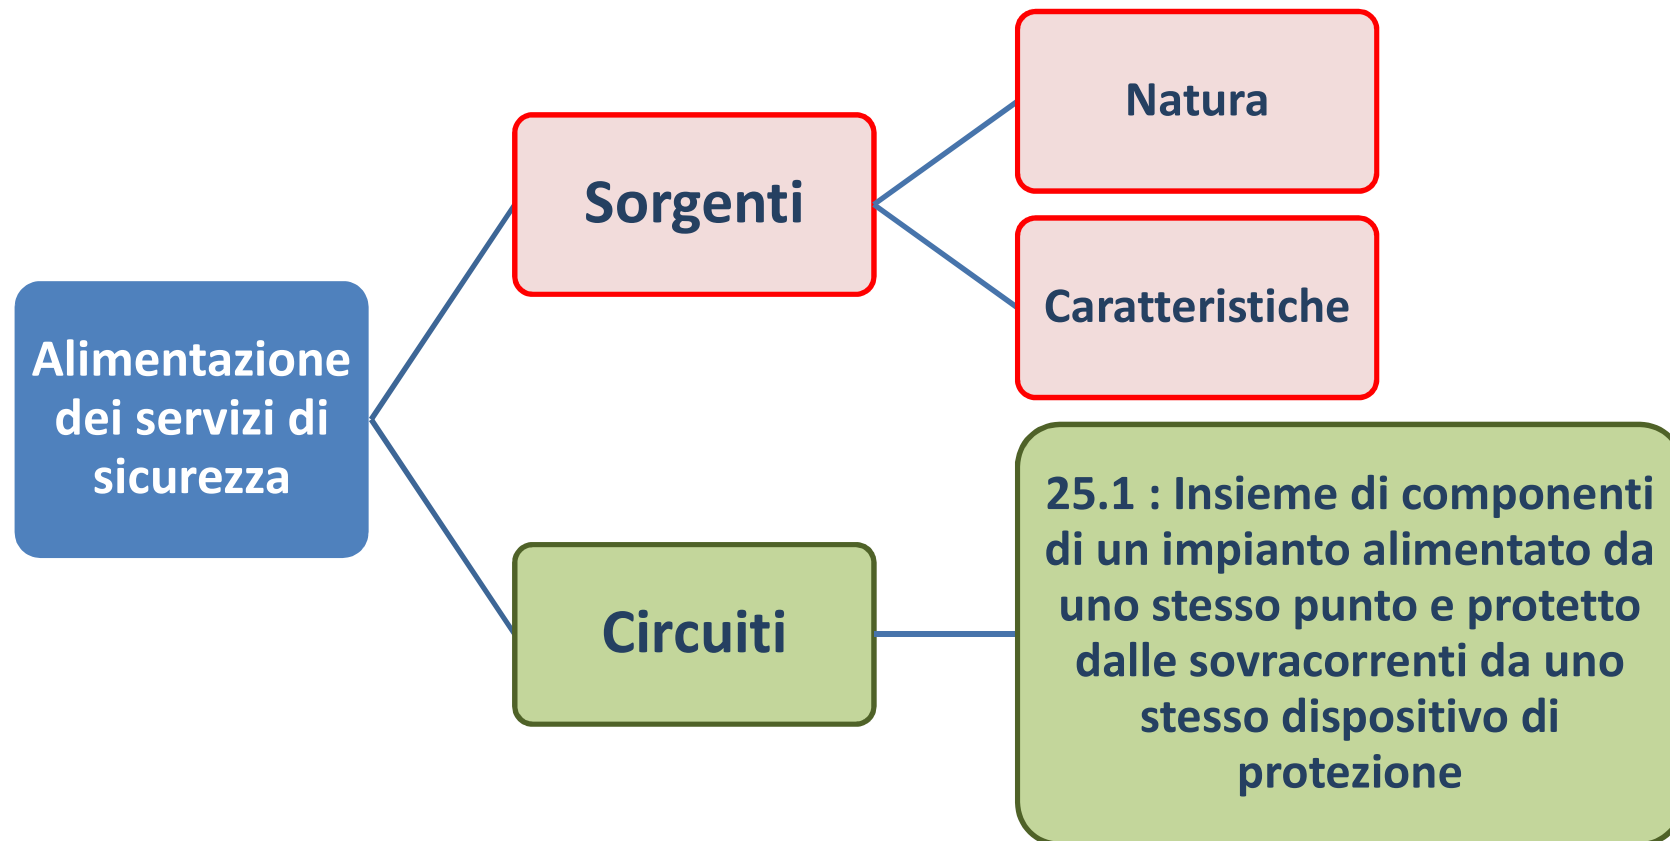 Alimentazione
dei servizi di
sicurezza
Sorgenti
Natura
Caratteristiche
Circuiti
25.1 : Insieme di componenti
di un impianto alimentato da
uno stesso punto e protetto
dalle sovracorrenti da uno
stesso dispositivo di
protezione